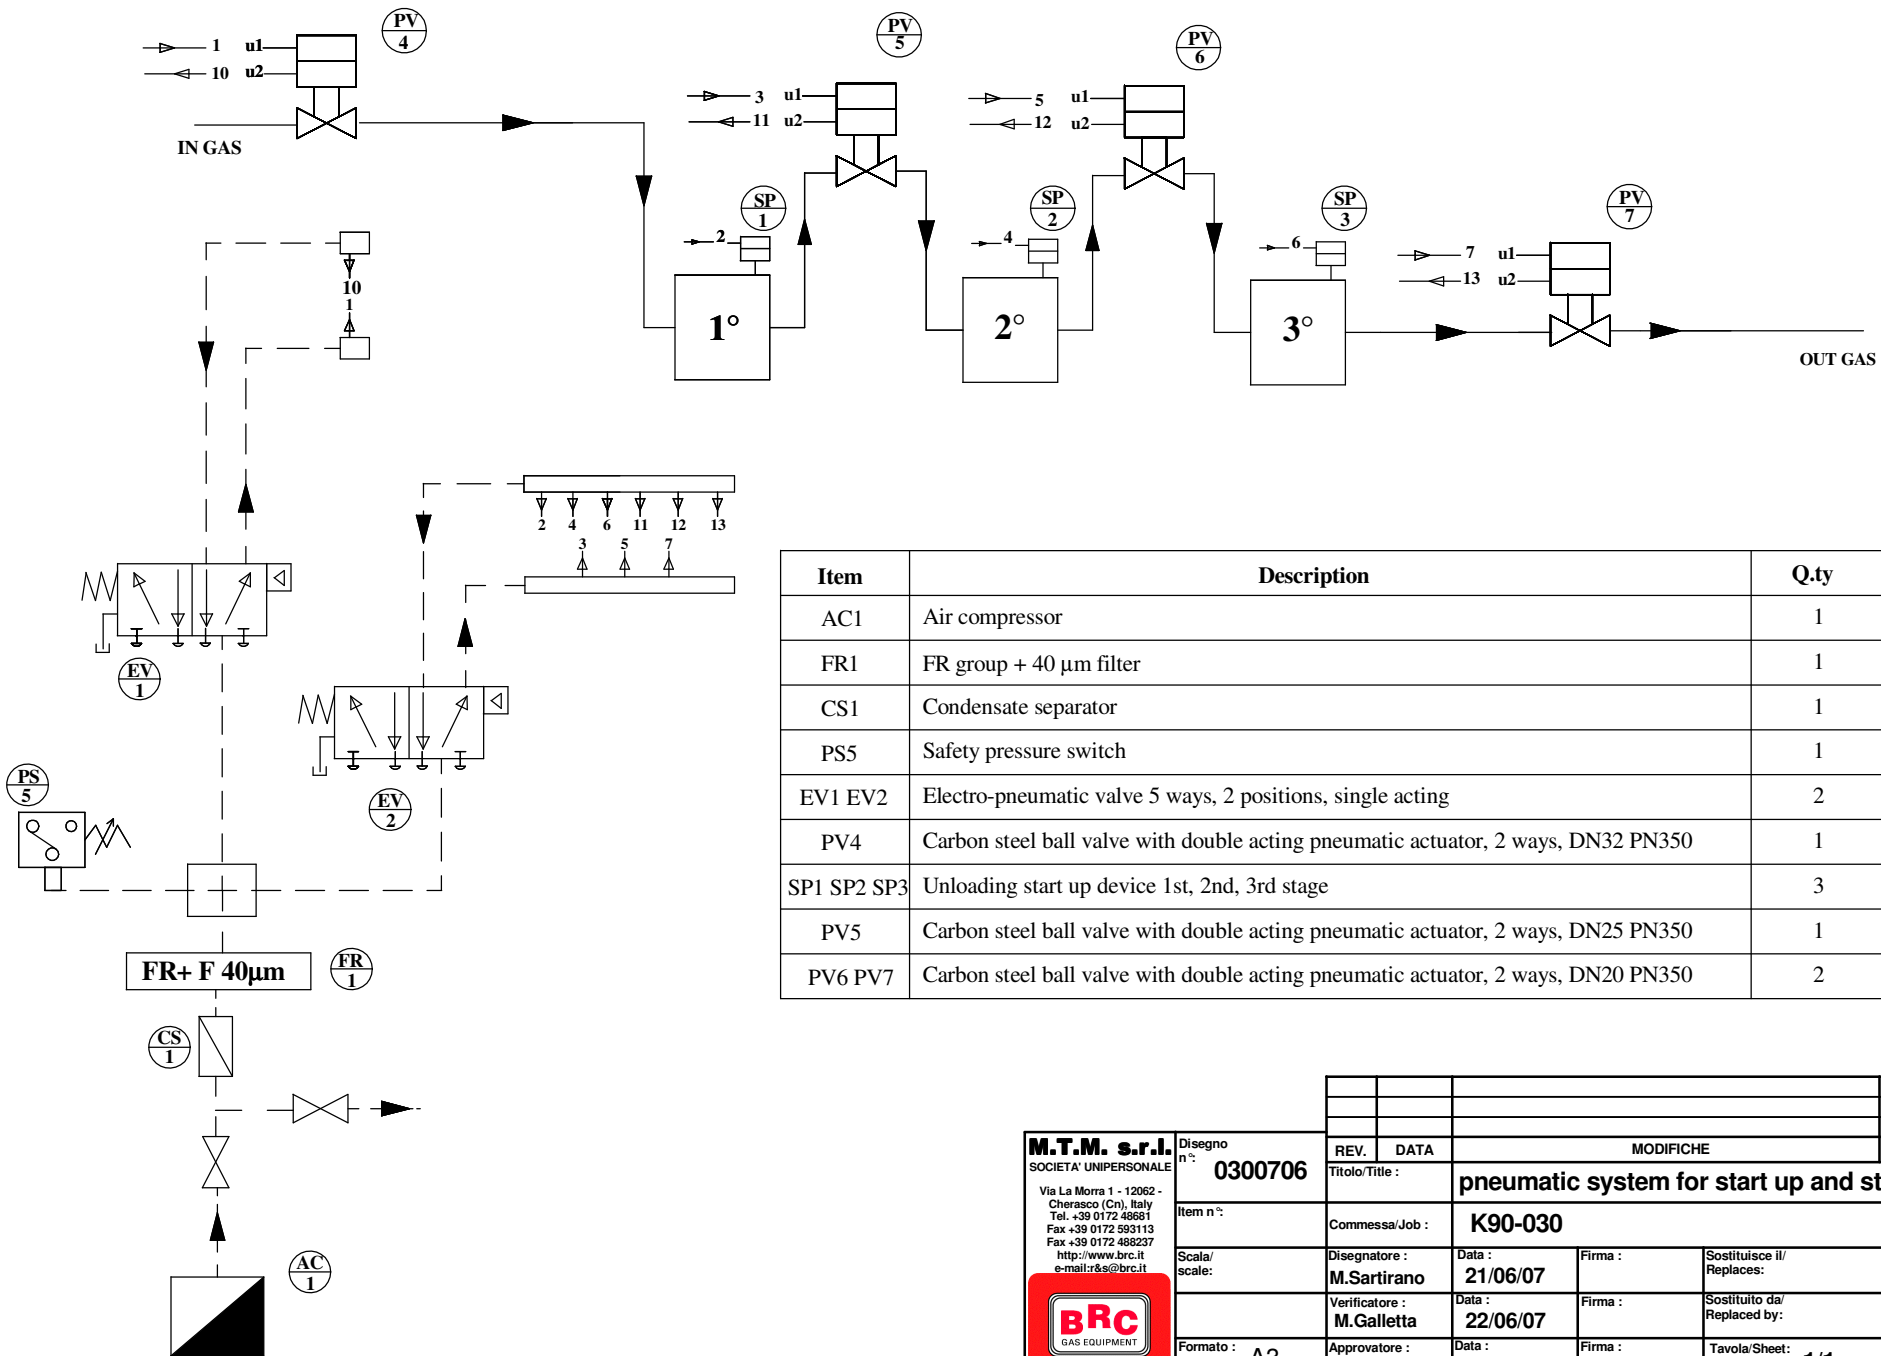 PV 4
PV 5
PV 6
1 u1
10 u2
IN GAS
3 u1
11 u2
5 u1
12 u2
SP 1
SP 2
SP 3
PV 7
2
4
6
7 u1
13 u2
1°
2°
3°
OUT GAS
10
1
2 4 6 11 12 13
3 5 7
EV 1
EV 2
PS 5
FR+ F 40µm
FR 1
CS 1
AC 1
Item Description Q.ty
AC1 Air compressor 1
FR1 FR group + 40 µm filter 1
CS1 Condensate separator 1
PS5 Safety pressure switch 1
EV1 EV2 Electro-pneumatic valve 5 ways, 2 positions, single acting 2
PV4 Carbon steel ball valve with double acting pneumatic actuator, 2 ways, DN32 PN350 1
SP1 SP2 SP3 Unloading start up device 1st, 2nd, 3rd stage 3
PV5 Carbon steel ball valve with double acting pneumatic actuator, 2 ways, DN25 PN350 1
PV6 PV7 Carbon steel ball valve with double acting pneumatic actuator, 2 ways, DN20 PN350 2
M.T.M. s.r.l.
SOCIETA' UNIPERSONALE
Via La Morra 1 - 12062 -
Cherasco (Cn), Italy
Tel. +39 0172 48681
Fax +39 0172 593113
Fax +39 0172 488237
http://www.brc.it
e-mail:r&s@brc.it
BRC
GAS EQUIPMENT
Disegno n°: 0300706
REV. DATA MODIFICHE
Titolo/Title : pneumatic system for start up and st
Item n°:
Commessa/Job : K90-030
Scala/ scale:
Disegnatore : M.Sartirano
Data : 21/06/07
Firma :
Sostituisce il/ Replaces:
Verificatore : M.Galletta
Data : 22/06/07
Firma :
Sostituito da/ Replaced by:
Formato : A3
Approvatore :
Data :
Firma :
Tavola/Sheet: 1/1